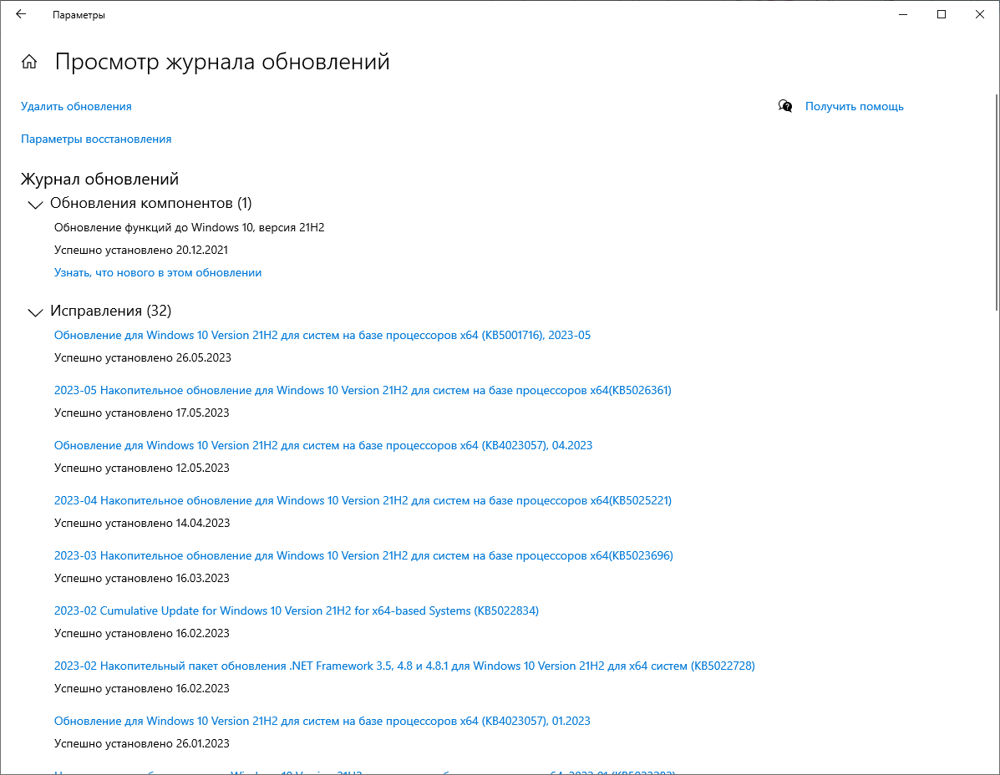 Параметры
Просмотр журнала обновлений
Удалить обновления
Получить помощь
Параметры восстановления
Журнал обновлений
Обновления компонентов (1)
Обновление функций до Windows 10, версия 21H2
Успешно установлено 20.12.2021
Узнать, что нового в этом обновлении
Исправления (32)
Обновление для Windows 10 Version 21H2 для систем на базе процессоров x64 (KB5001716), 2023-05
Успешно установлено 26.05.2023
2023-05 Накопительное обновление для Windows 10 Version 21H2 для систем на базе процессоров x64(KB5026361)
Успешно установлено 17.05.2023
Обновление для Windows 10 Version 21H2 для систем на базе процессоров x64 (KB4023057), 04.2023
Успешно установлено 12.05.2023
2023-04 Накопительное обновление для Windows 10 Version 21H2 для систем на базе процессоров x64(KB5025221)
Успешно установлено 14.04.2023
2023-03 Накопительное обновление для Windows 10 Version 21H2 для систем на базе процессоров x64(KB5023696)
Успешно установлено 16.03.2023
2023-02 Cumulative Update for Windows 10 Version 21H2 for x64-based Systems (KB5022834)
Успешно установлено 16.02.2023
2023-02 Накопительный пакет обновления .NET Framework 3.5, 4.8 и 4.8.1 для Windows 10 Version 21H2 для x64 систем (KB5022728)
Успешно установлено 16.02.2023
Обновление для Windows 10 Version 21H2 для систем на базе процессоров x64 (KB4023057), 01.2023
Успешно установлено 26.01.2023